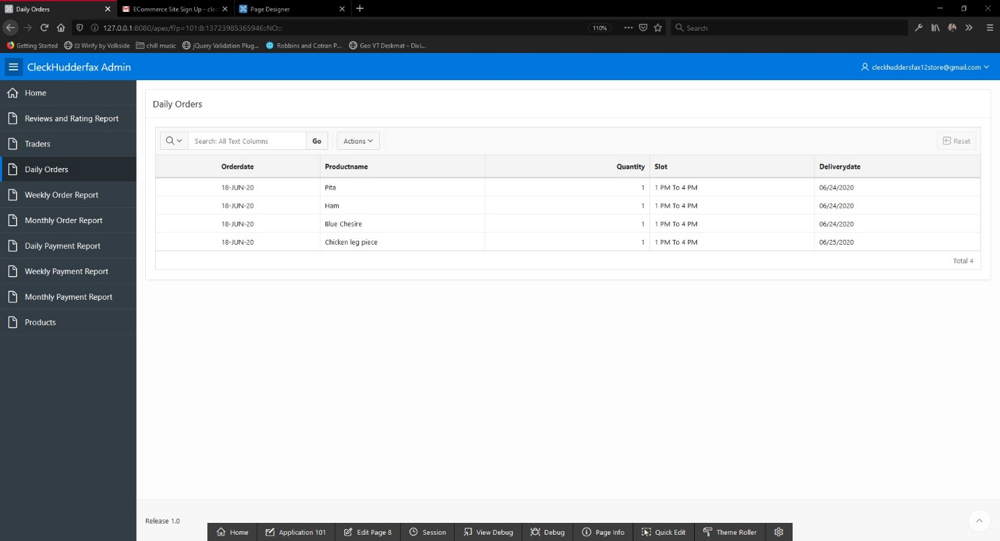 Daily Orders
ECommerce Site Sign Up - clec
Page Designer
127.0.0.1:8080/apex/f?p=101:8:13723985365946::NO:::
110%
Search
Getting Started
Wirify by Volkside
chill music
jQuery Validation Plug...
Robbins and Cotran P...
Geo VT Deskmat – Dixi...
CleckHudderfax Admin
cleckhuddersfax12store@gmail.com
Home
Reviews and Rating Report
Traders
Daily Orders
Weekly Order Report
Monthly Order Report
Daily Payment Report
Weekly Payment Report
Monthly Payment Report
Products
Daily Orders
Search: All Text Columns
Go
Actions
Reset
Orderdate Productname Quantity Slot Deliverydate
18-JUN-20 Pita 1 1 PM To 4 PM 06/24/2020
18-JUN-20 Ham 1 1 PM To 4 PM 06/24/2020
18-JUN-20 Blue Chesire 1 1 PM To 4 PM 06/24/2020
18-JUN-20 Chicken leg piece 1 1 PM To 4 PM 06/25/2020
Total 4
Release 1.0
Home
Application 101
Edit Page 8
Session
View Debug
Debug
Page Info
Quick Edit
Theme Roller